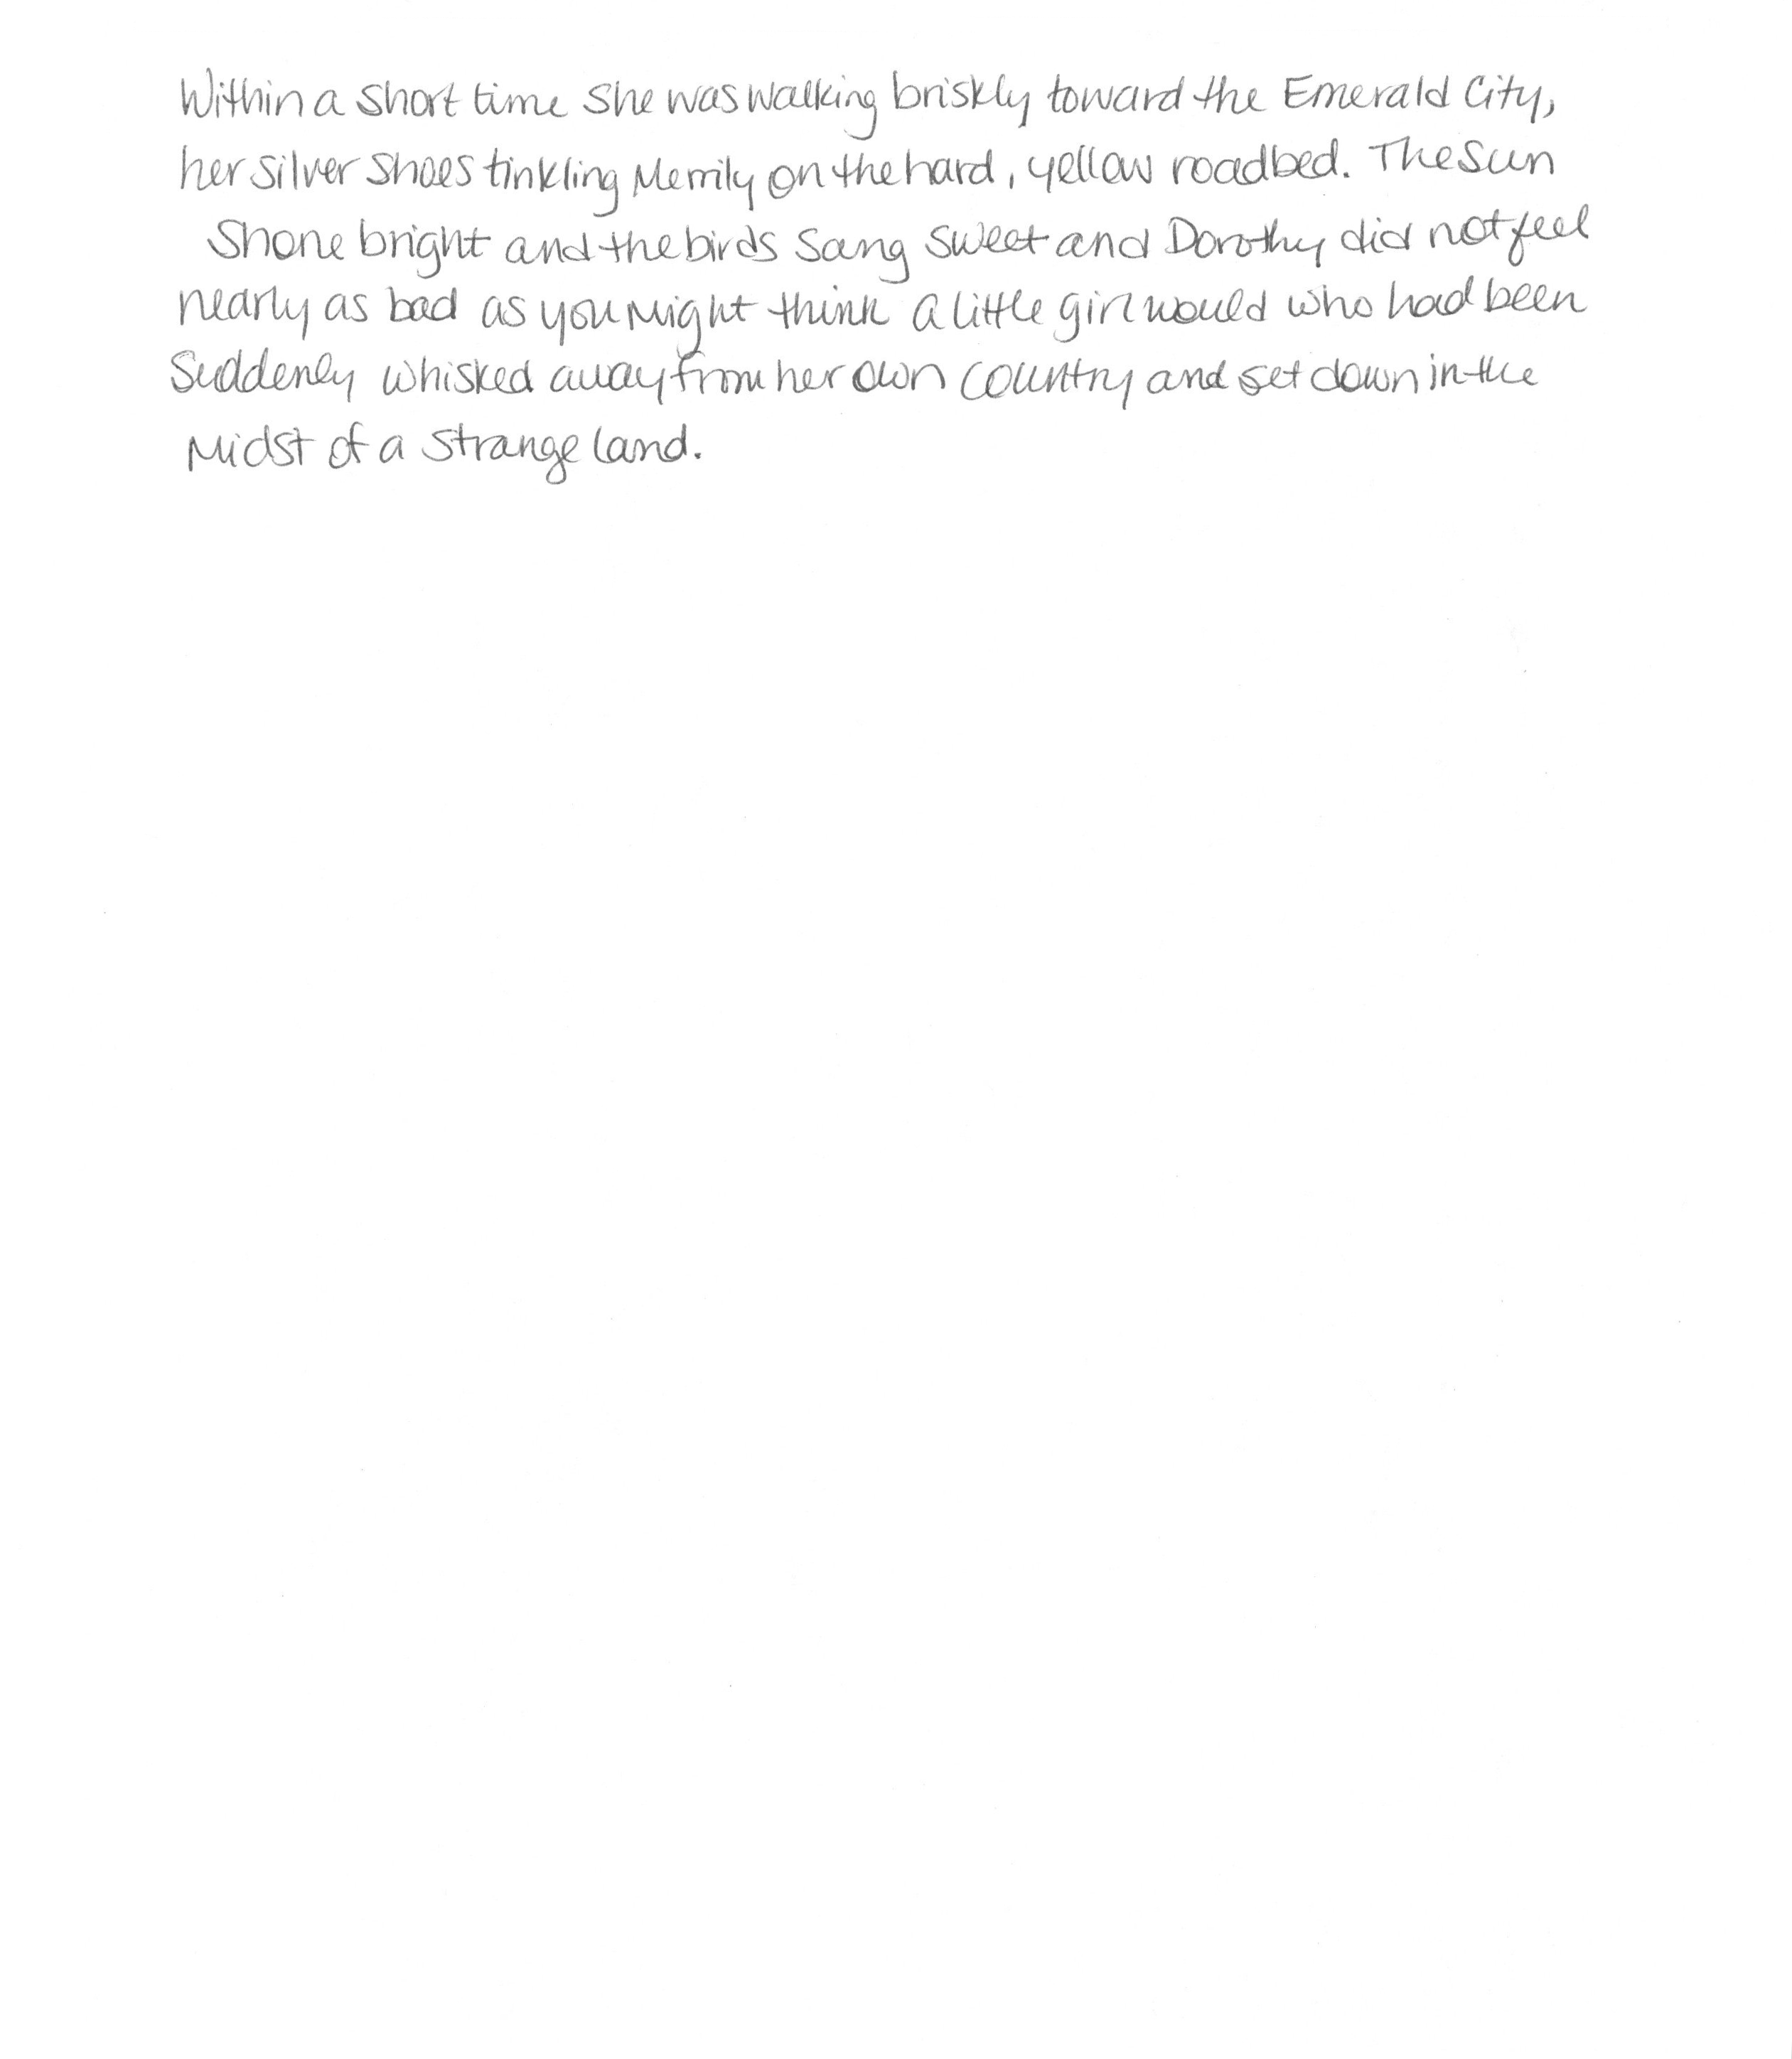 Within a short time she was walking briskly toward the Emerald City,
her silver shoes tinkling merrily on the hard, yellow roadbed. The sun
shone bright and the birds sang sweet and Dorothy did not feel
nearly as bad as you might think a little girl would who had been
suddenly whisked away from her own country and set down in the
midst of a strange land.